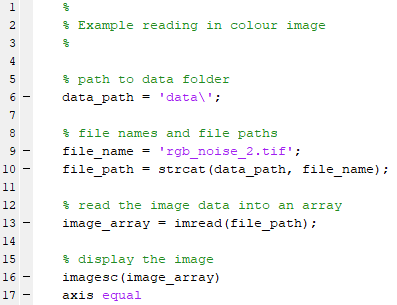 1 %
2 % Example reading in colour image
3 %
4
5 % path to data folder
6 – data_path = 'data\';
7
8 % file names and file paths
9 – file_name = 'rgb_noise_2.tif';
10 – file_path = strcat(data_path, file_name);
11
12 % read the image data into an array
13 – image_array = imread(file_path);
14
15 % display the image
16 – imagesc(image_array)
17 – axis equal